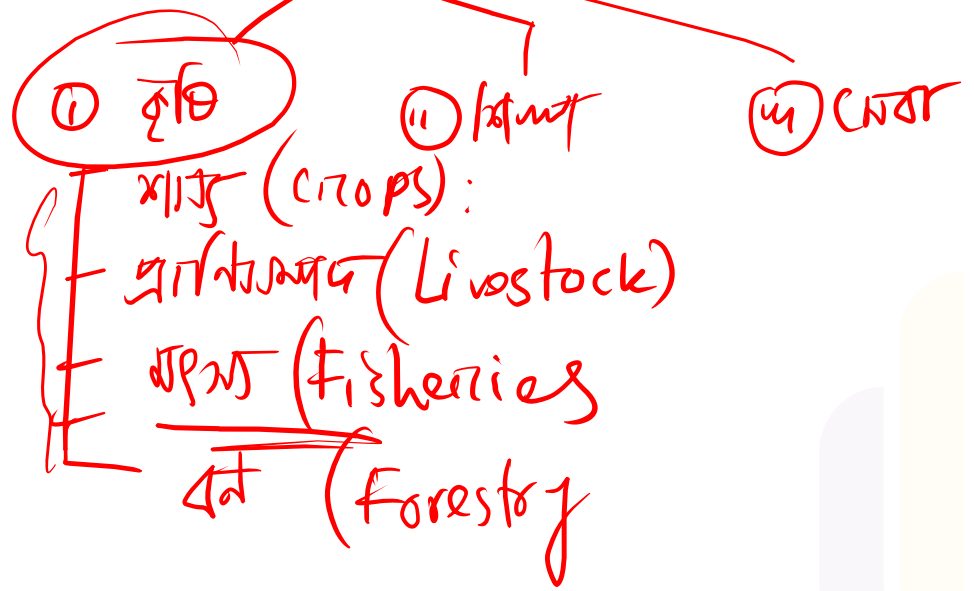 (i) কৃষি (ii) শিল্প (iii) সেবা
শস্য (crops):
প্রাণিসম্পদ (Livestock)
মৎস্য (Fisheries
বন (Forestry